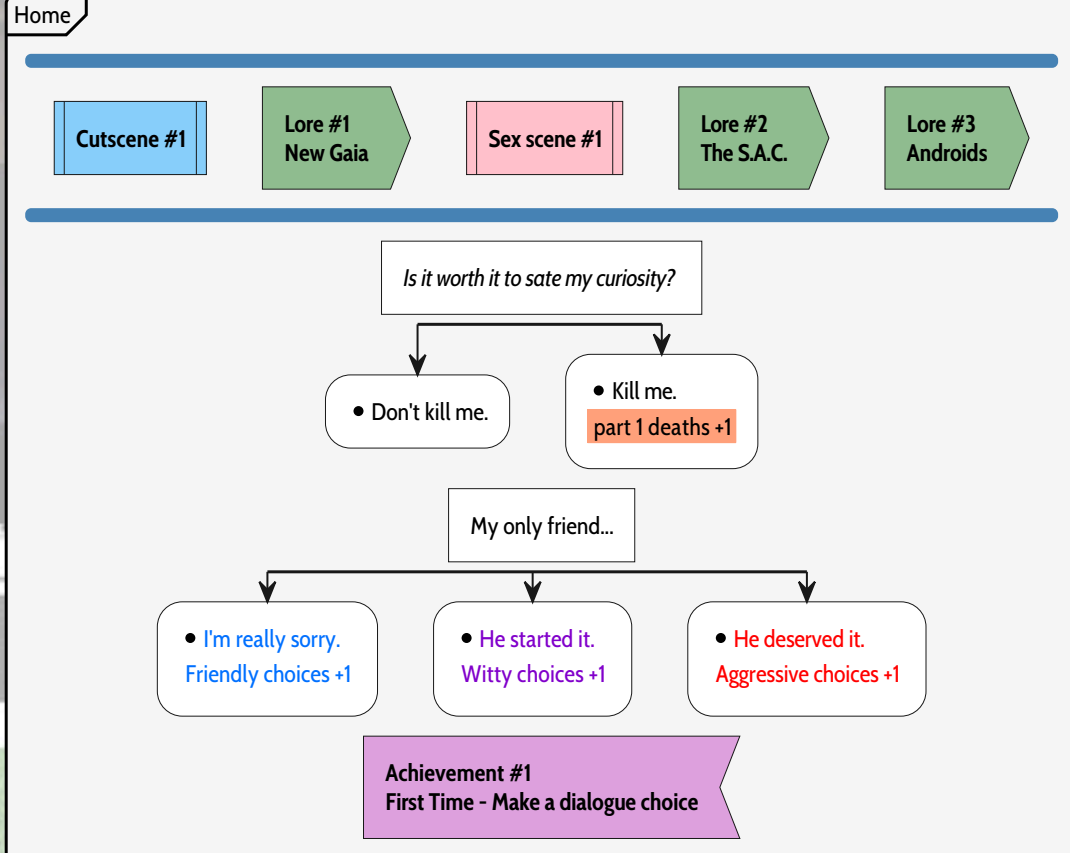 Home
Cutscene #1
Lore #1
New Gaia
Sex scene #1
Lore #2
The S.A.C.
Lore #3
Androids
Is it worth it to sate my curiosity?
• Don't kill me.
• Kill me.
part 1 deaths +1
My only friend...
• I'm really sorry.
Friendly choices +1
• He started it.
Witty choices +1
• He deserved it.
Aggressive choices +1
Achievement #1
First Time - Make a dialogue choice